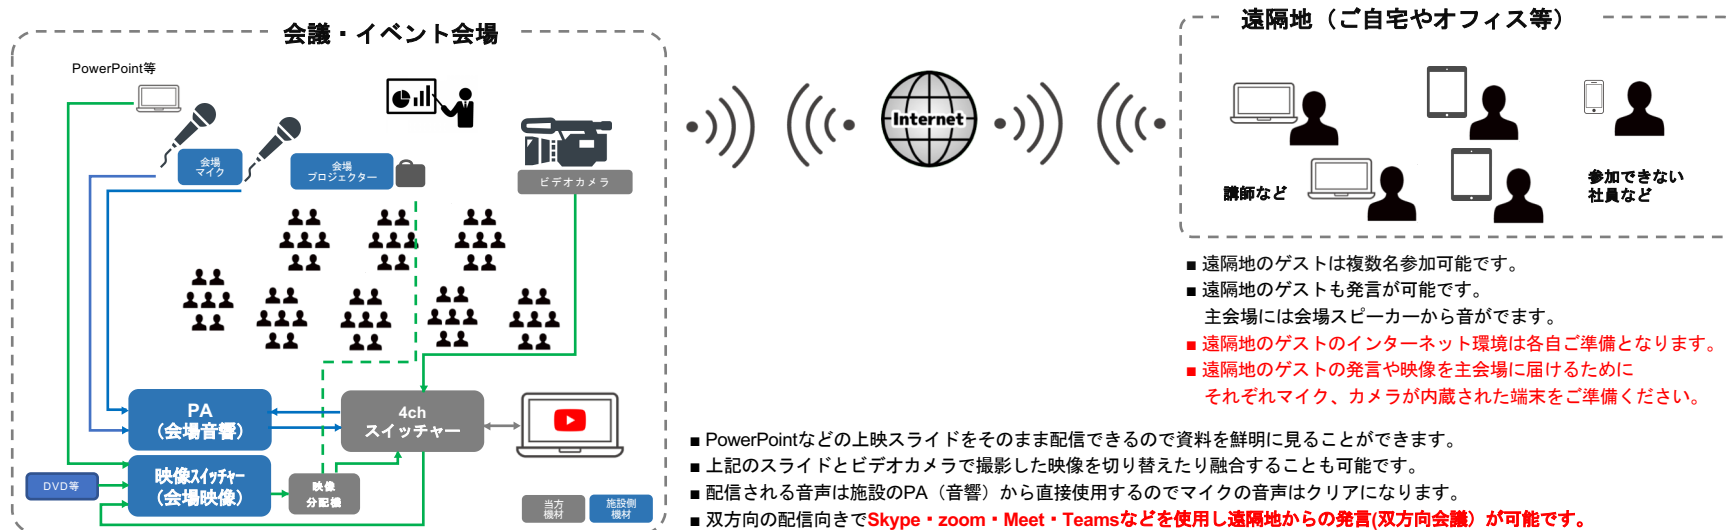 会議・イベント会場
PowerPoint等
会場
マイク
会場
プロジェクター
ビデオカメラ
PA
（会場音響）
4ch
スイッチャー
映像スイッチャー
（会場映像）
DVD等
映像
分配機
当方
機材
施設側
機材
Internet
遠隔地（ご自宅やオフィス等）
講師など
参加できない
社員など
■ 遠隔地のゲストは複数名参加可能です。
■ 遠隔地のゲストも発言が可能です。
主会場には会場スピーカーから音がでます。
■ 遠隔地のゲストのインターネット環境は各自ご準備となります。
■ 遠隔地のゲストの発言や映像を主会場に届けるために
それぞれマイク、カメラが内蔵された端末をご準備ください。
■ PowerPointなどの上映スライドをそのまま配信できるので資料を鮮明に見ることができます。
■ 上記のスライドとビデオカメラで撮影した映像を切り替えたり融合することも可能です。
■ 配信される音声は施設のPA（音響）から直接使用するのでマイクの音声はクリアになります。
■ 双方向の配信向きでSkype・zoom・Meet・Teamsなどを使用し遠隔地からの発言(双方向会議）が可能です。